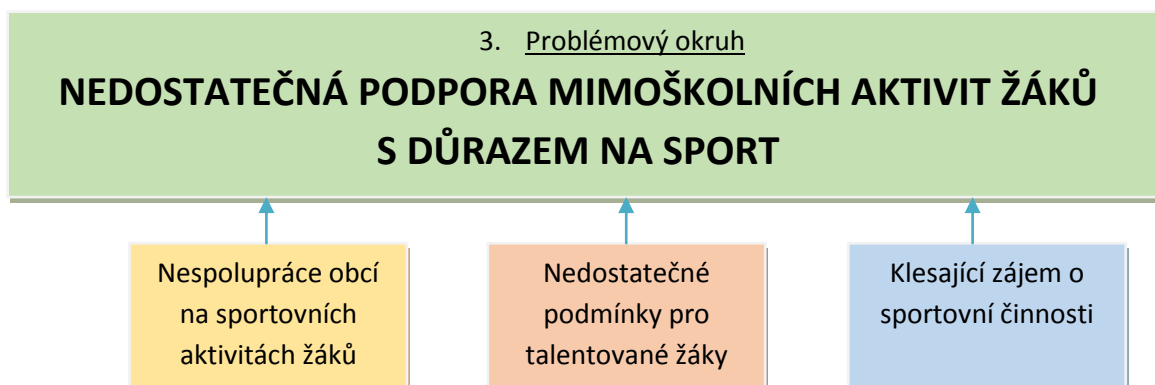 3. Problémový okruh
NEDOSTATEČNÁ PODPORA MIMOŠKOLNÍCH AKTIVIT ŽÁKŮ
S DŮRAZEM NA SPORT
Nespolupráce obcí
na sportovních
aktivitách žáků
Nedostatečné
podmínky pro
talentované žáky
Klesající zájem o
sportovní činnosti